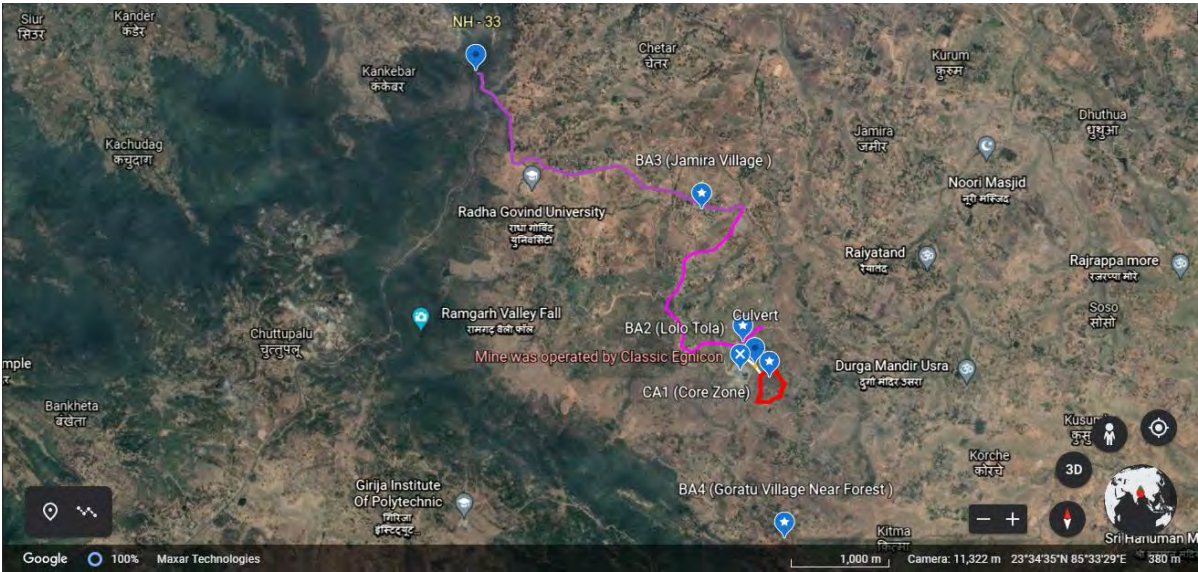 Siur
सिउर
Kander
कंडेर
NH - 33
Kankebar
कंकेबर
Chetar
चेतर
Kurum
कुरुम
Dhuthua
धुथुआ
Kachudag
कचुदाग
Jamira
जमीर
BA3 (Jamira Village )
Noori Masjid
नूरी मस्जिद
Radha Govind University
राधा गोविंद
युनिवर्सिटी
Raiyatand
रैयातंद
Rajrappa more
रजरप्पा मोरे
Soso
सोसो
Ramgarh Valley Fall
रामगढ़ वैली फॉल
Culvert
BA2 (Lolo Tola)
Chuttupalu
चुत्तुपलू
Mine was operated by Classic Egnicon
Durga Mandir Usra
दुर्गा मंदिर उसरा
CA1 (Core Zone)
Bankheta
बंखेता
Korche
कोरचे
3D
Girija Institute
Of Polytechnic
गिरिजा
इंस्टिट्यूट...
BA4 (Goratu Village Near Forest )
Kitma
कित्मा
Sri Hanuman M
Google
100%
Maxar Technologies
1,000 m
Camera: 11,322 m
23°34'35"N 85°33'29"E
380 m